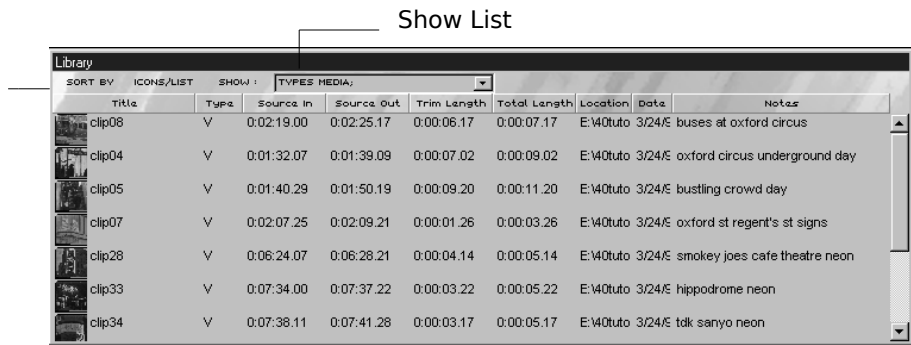 Show List
Library
SORT BY ICONS/LIST SHOW : TYPES MEDIA;
Title Type Source In Source Out Trim Length Total Length Location Date Notes
clip08 V 0:02:19.00 0:02:25.17 0:00:06.17 0:00:07.17 E:\40tuto 3/24/9 buses at oxford circus
clip04 V 0:01:32.07 0:01:39.09 0:00:07.02 0:00:09.02 E:\40tuto 3/24/9 oxford circus underground day
clip05 V 0:01:40.29 0:01:50.19 0:00:09.20 0:00:11.20 E:\40tuto 3/24/9 bustling crowd day
clip07 V 0:02:07.25 0:02:09.21 0:00:01.26 0:00:03.26 E:\40tuto 3/24/9 oxford st regent's st signs
clip28 V 0:06:24.07 0:06:28.21 0:00:04.14 0:00:05.14 E:\40tuto 3/24/9 smokey joes cafe theatre neon
clip33 V 0:07:34.00 0:07:37.22 0:00:03.22 0:00:05.22 E:\40tuto 3/24/9 hippodrome neon
clip34 V 0:07:38.11 0:07:41.28 0:00:03.17 0:00:05.17 E:\40tuto 3/24/9 tdk sanyo neon